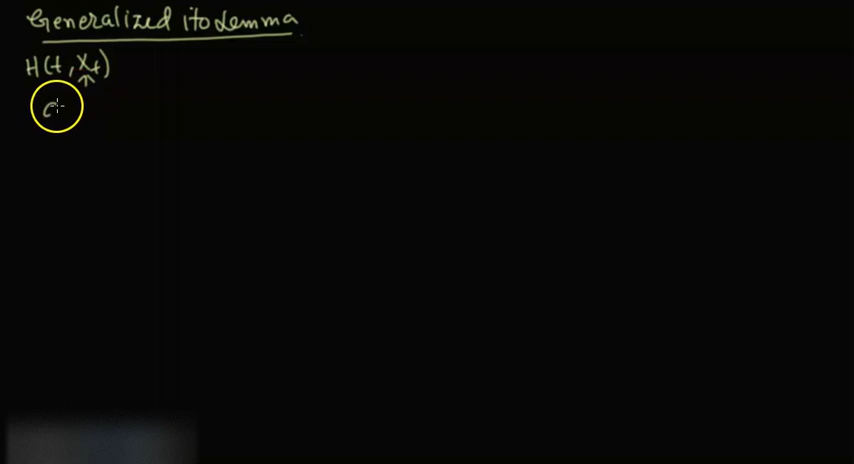 Generalized ito Lemma
H(t, Xt)
↑